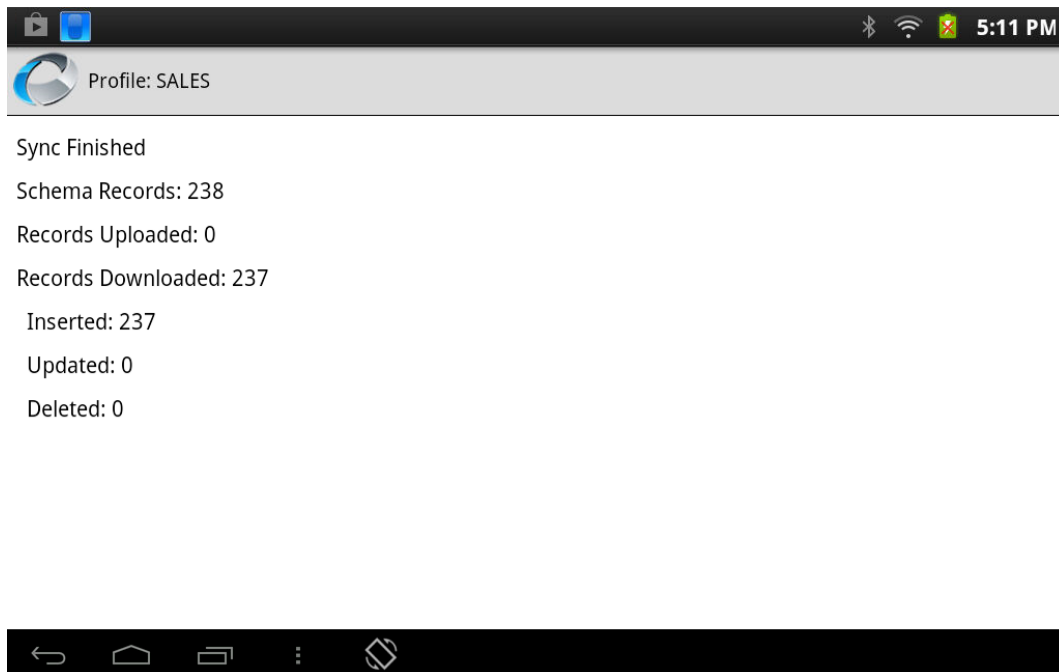 5:11 PM
Profile: SALES
Sync Finished
Schema Records: 238
Records Uploaded: 0
Records Downloaded: 237
Inserted: 237
Updated: 0
Deleted: 0